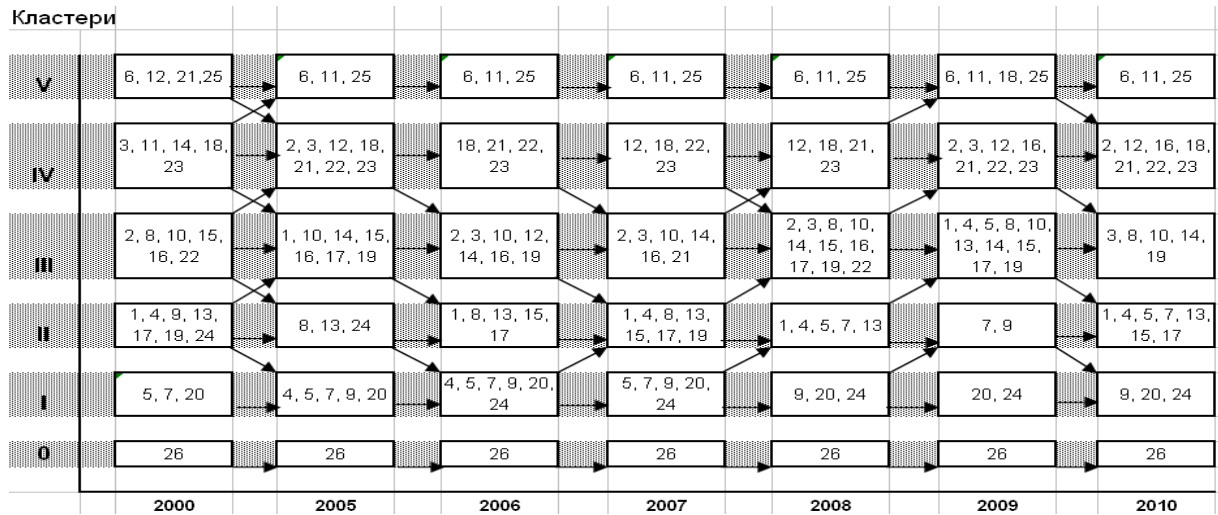 Кластери
V
6, 12, 21,25
6, 11, 25
6, 11, 25
6, 11, 25
6, 11, 25
6, 11, 18, 25
6, 11, 25
IV
3, 11, 14, 18,
23
2, 3, 12, 18,
21, 22, 23
18, 21, 22,
23
12, 18, 22,
23
12, 18, 21,
23
2, 3, 12, 16,
21, 22, 23
2, 12, 16, 18,
21, 22, 23
III
2, 8, 10, 15,
16, 22
1, 10, 14, 15,
16, 17, 19
2, 3, 10, 12,
14, 16, 19
2, 3, 10, 14,
16, 21
2, 3, 8, 10,
14, 15, 16,
17, 19, 22
1, 4, 5, 8, 10,
13, 14, 15,
17, 19
3, 8, 10, 14,
19
II
1, 4, 9, 13,
17, 19, 24
8, 13, 24
1, 8, 13, 15,
17
1, 4, 8, 13,
15, 17, 19
1, 4, 5, 7, 13
7, 9
1, 4, 5, 7, 13,
15, 17
I
5, 7, 20
4, 5, 7, 9, 20
4, 5, 7, 9, 20,
24
5, 7, 9, 20,
24
9, 20, 24
20, 24
9, 20, 24
0
26
26
26
26
26
26
26
2000
2005
2006
2007
2008
2009
2010